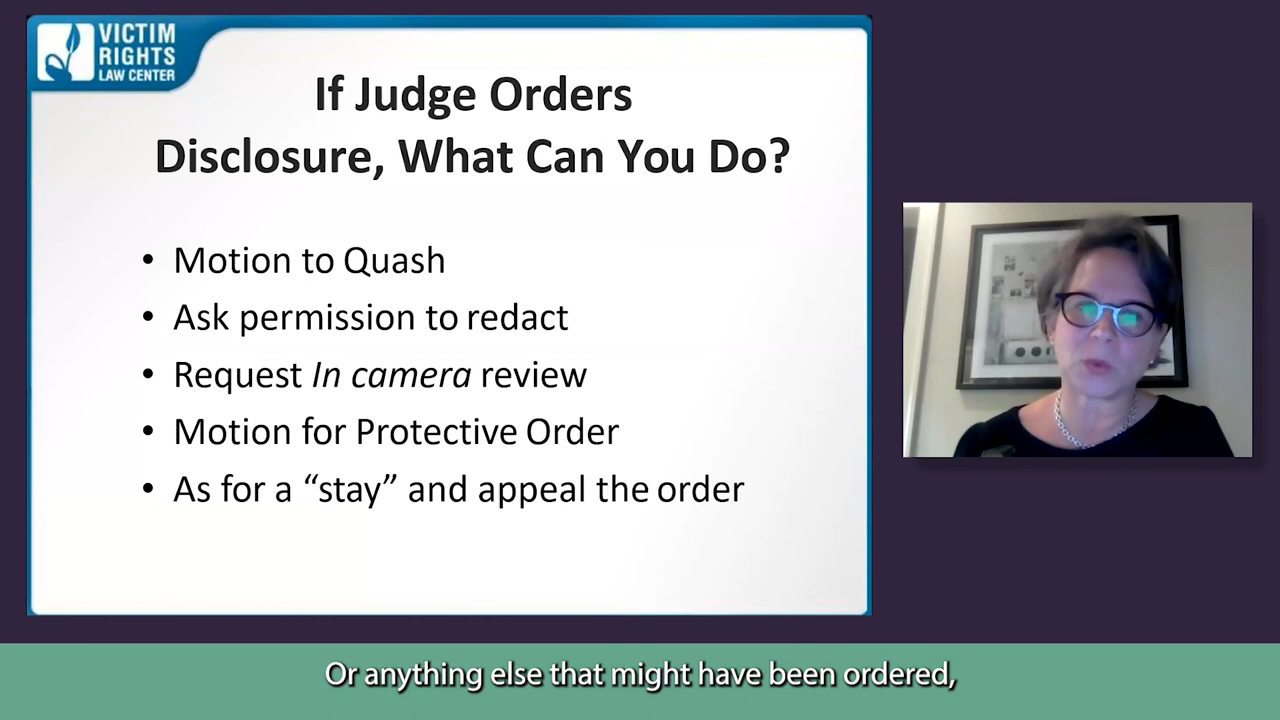 VICTIM
RIGHTS
LAW CENTER
If Judge Orders
Disclosure, What Can You Do?
• Motion to Quash
• Ask permission to redact
• Request In camera review
• Motion for Protective Order
• As for a “stay” and appeal the order
Or anything else that might have been ordered,